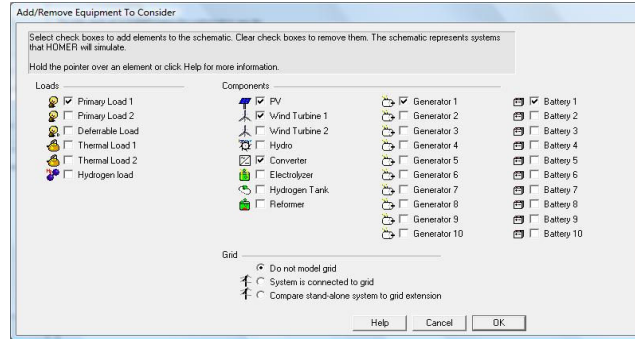 Add/Remove Equipment To Consider
Select check boxes to add elements to the schematic. Clear check boxes to remove them. The schematic represents systems
that HOMER will simulate.
Hold the pointer over an element or click Help for more information.
Loads
Primary Load 1
Primary Load 2
Deferrable Load
Thermal Load 1
Thermal Load 2
Hydrogen load
Components
PV
Wind Turbine 1
Wind Turbine 2
Hydro
Converter
Electrolyzer
Hydrogen Tank
Reformer
Generator 1
Generator 2
Generator 3
Generator 4
Generator 5
Generator 6
Generator 7
Generator 8
Generator 9
Generator 10
Battery 1
Battery 2
Battery 3
Battery 4
Battery 5
Battery 6
Battery 7
Battery 8
Battery 9
Battery 10
Grid
Do not model grid
System is connected to grid
Compare stand-alone system to grid extension
Help
Cancel
OK